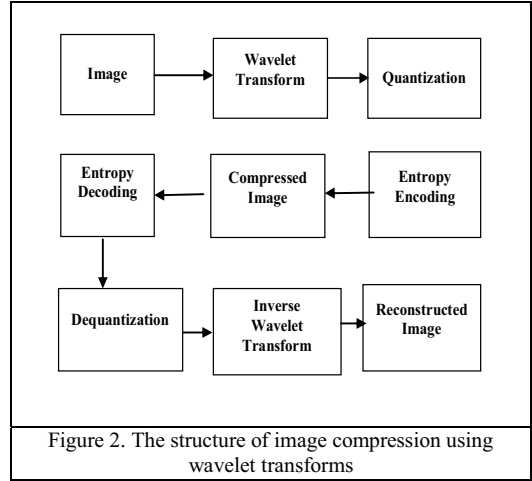 Image
Wavelet
Transform
Quantization
Entropy
Decoding
Compressed
Image
Entropy
Encoding
Dequantization
Inverse
Wavelet
Transform
Reconstructed
Image
Figure 2. The structure of image compression using
wavelet transforms